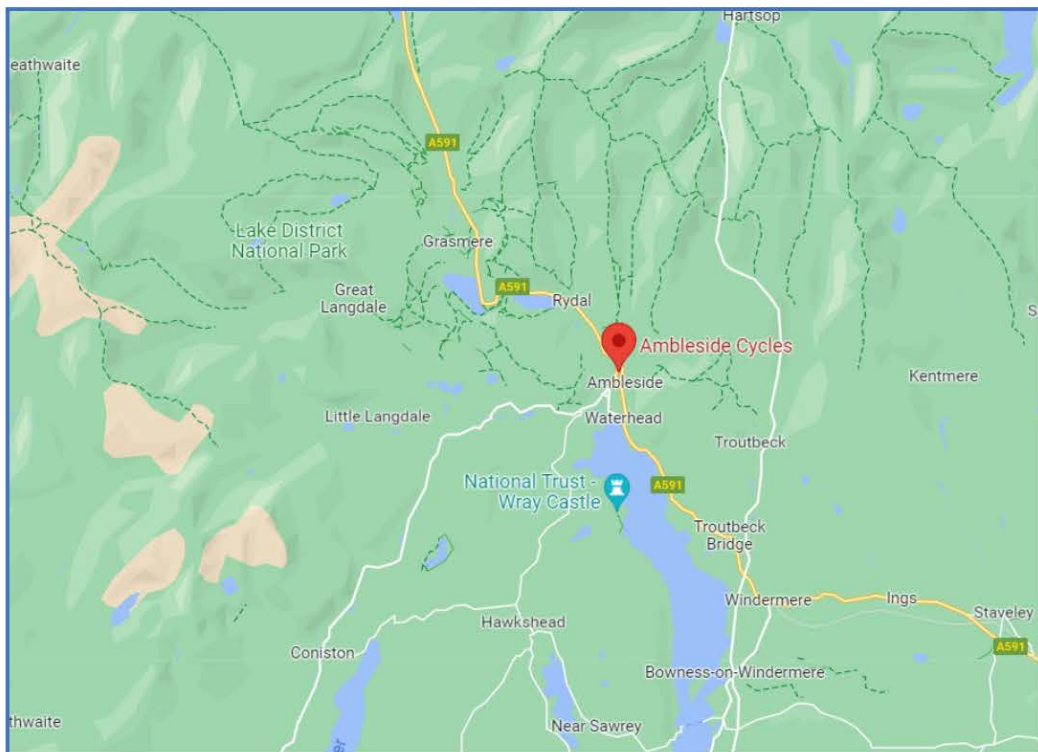 Hartsop
eathwaite
A591
Lake District
National Park
Grasmere
Great
Langdale
A591
Rydal
S
Ambleside Cycles
Ambleside
Kentmere
Little Langdale
Waterhead
Troutbeck
National Trust -
Wray Castle
A591
Troutbeck
Bridge
Windermere
Ings
Staveley
Hawkshead
A591
Coniston
Bowness-on-Windermere
thwaite
Near Sawrey
er